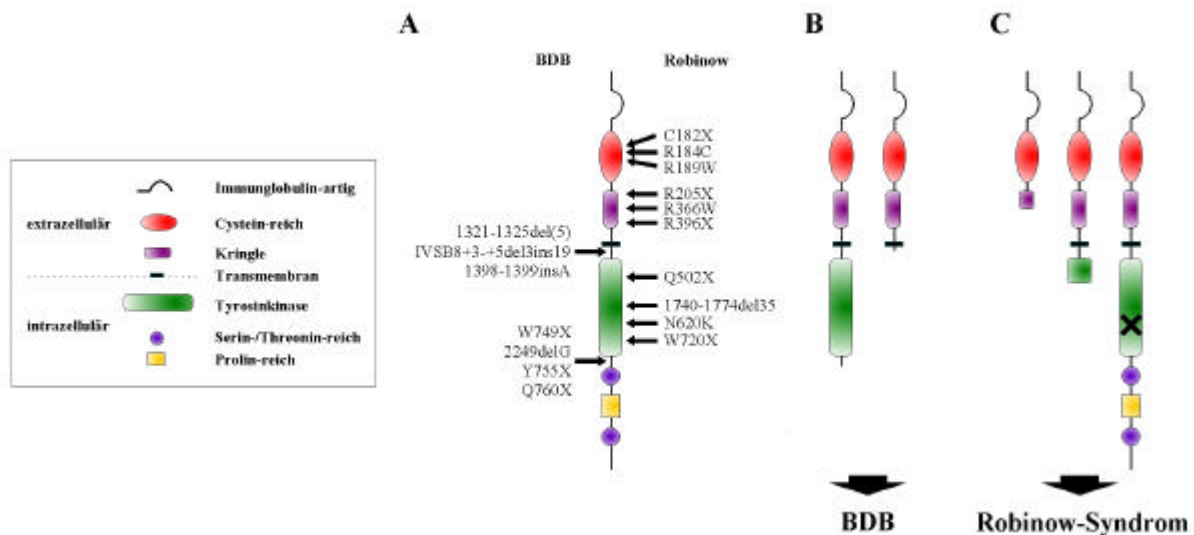 A
B
C
BDB
Robinow
C182X
R184C
R189W
R205X
R366W
R396X
1321-1325del(5)
IVSB8+3-+5del3ins19
1398-1399insA
Q502X
1740-1774del35
N620K
W720X
W749X
2249delG
Y755X
Q760X
Immunglobulin-artig
extrazellulär
Cystein-reich
Kringle
Transmembran
Tyrosinkinase
intrazellulär
Serin-/Threonin-reich
Prolin-reich
BDB
Robinow-Syndrom